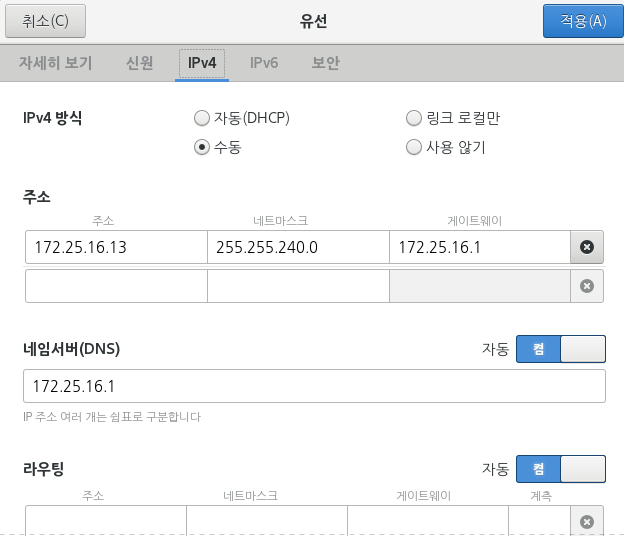 취소(C) 유선 적용(A)
자세히 보기 신원 IPv4 IPv6 보안
IPv4 방식 자동(DHCP) 링크 로컬만
수동 사용 않기
주소
주소 네트마스크 게이트웨이
172.25.16.13 255.255.240.0 172.25.16.1
네임서버(DNS) 자동 켬
172.25.16.1
IP 주소 여러 개는 쉼표로 구분합니다
라우팅 자동 켬
주소 네트마스크 게이트웨이 계측